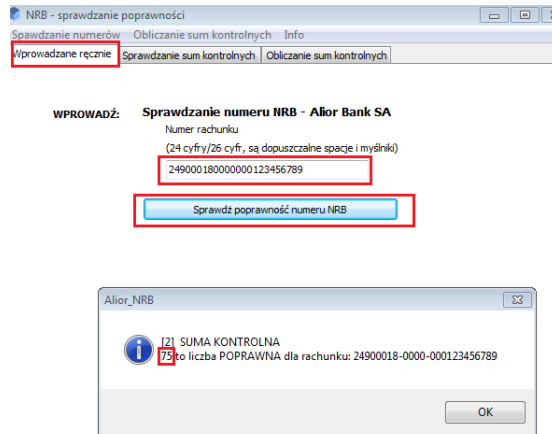 NRB - sprawdzanie poprawności
Spawdzanie numerów Obliczanie sum kontrolnych Info
Wprowadzane ręcznie Sprawdzanie sum kontrolnych Obliczanie sum kontrolnych
WPROWADŹ: Sprawdzanie numeru NRB - Alior Bank SA
Numer rachunku
(24 cyfry/26 cyfr, są dopuszczalne spacje i myślniki)
249000180000000123456789
Sprawdź poprawność numeru NRB
Alior_NRB
[2] SUMA KONTROLNA
75 to liczba POPRAWNA dla rachunku: 24900018-0000-000123456789
OK